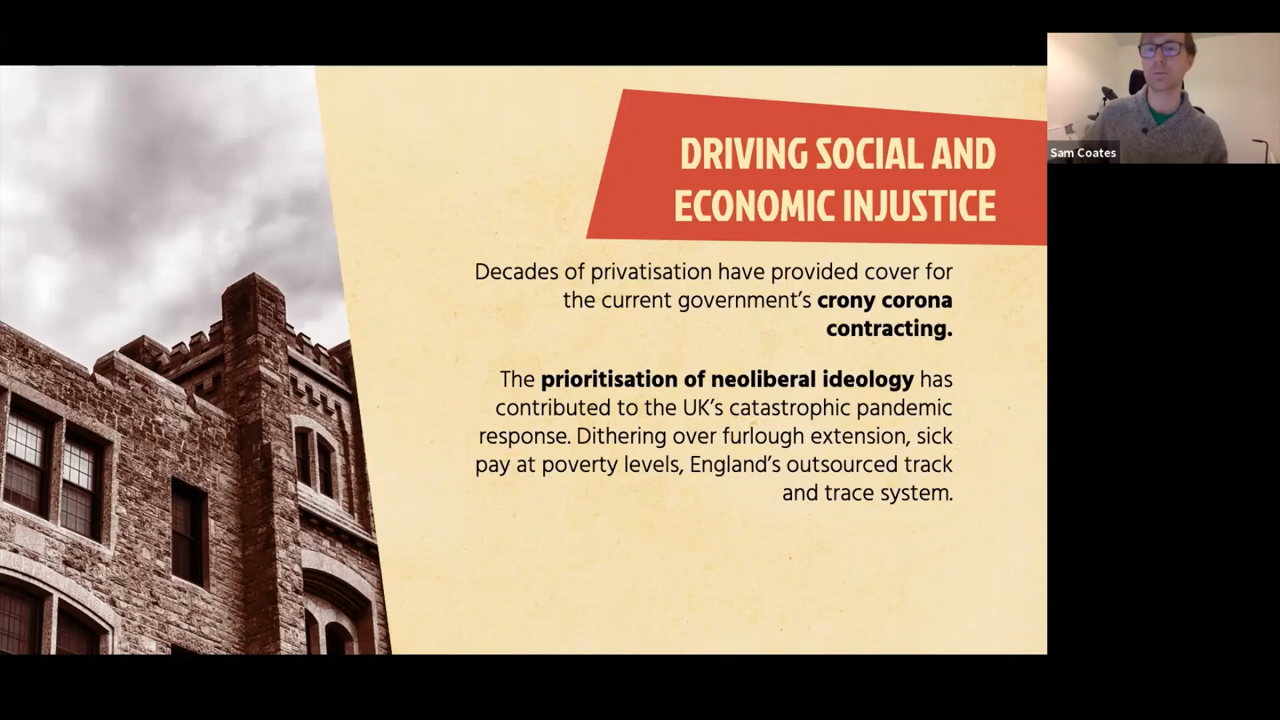 DRIVING SOCIAL AND
ECONOMIC INJUSTICE
Decades of privatisation have provided cover for
the current government’s crony corona
contracting.
The prioritisation of neoliberal ideology has
contributed to the UK’s catastrophic pandemic
response. Dithering over furlough extension, sick
pay at poverty levels, England’s outsourced track
and trace system.
Sam Coates